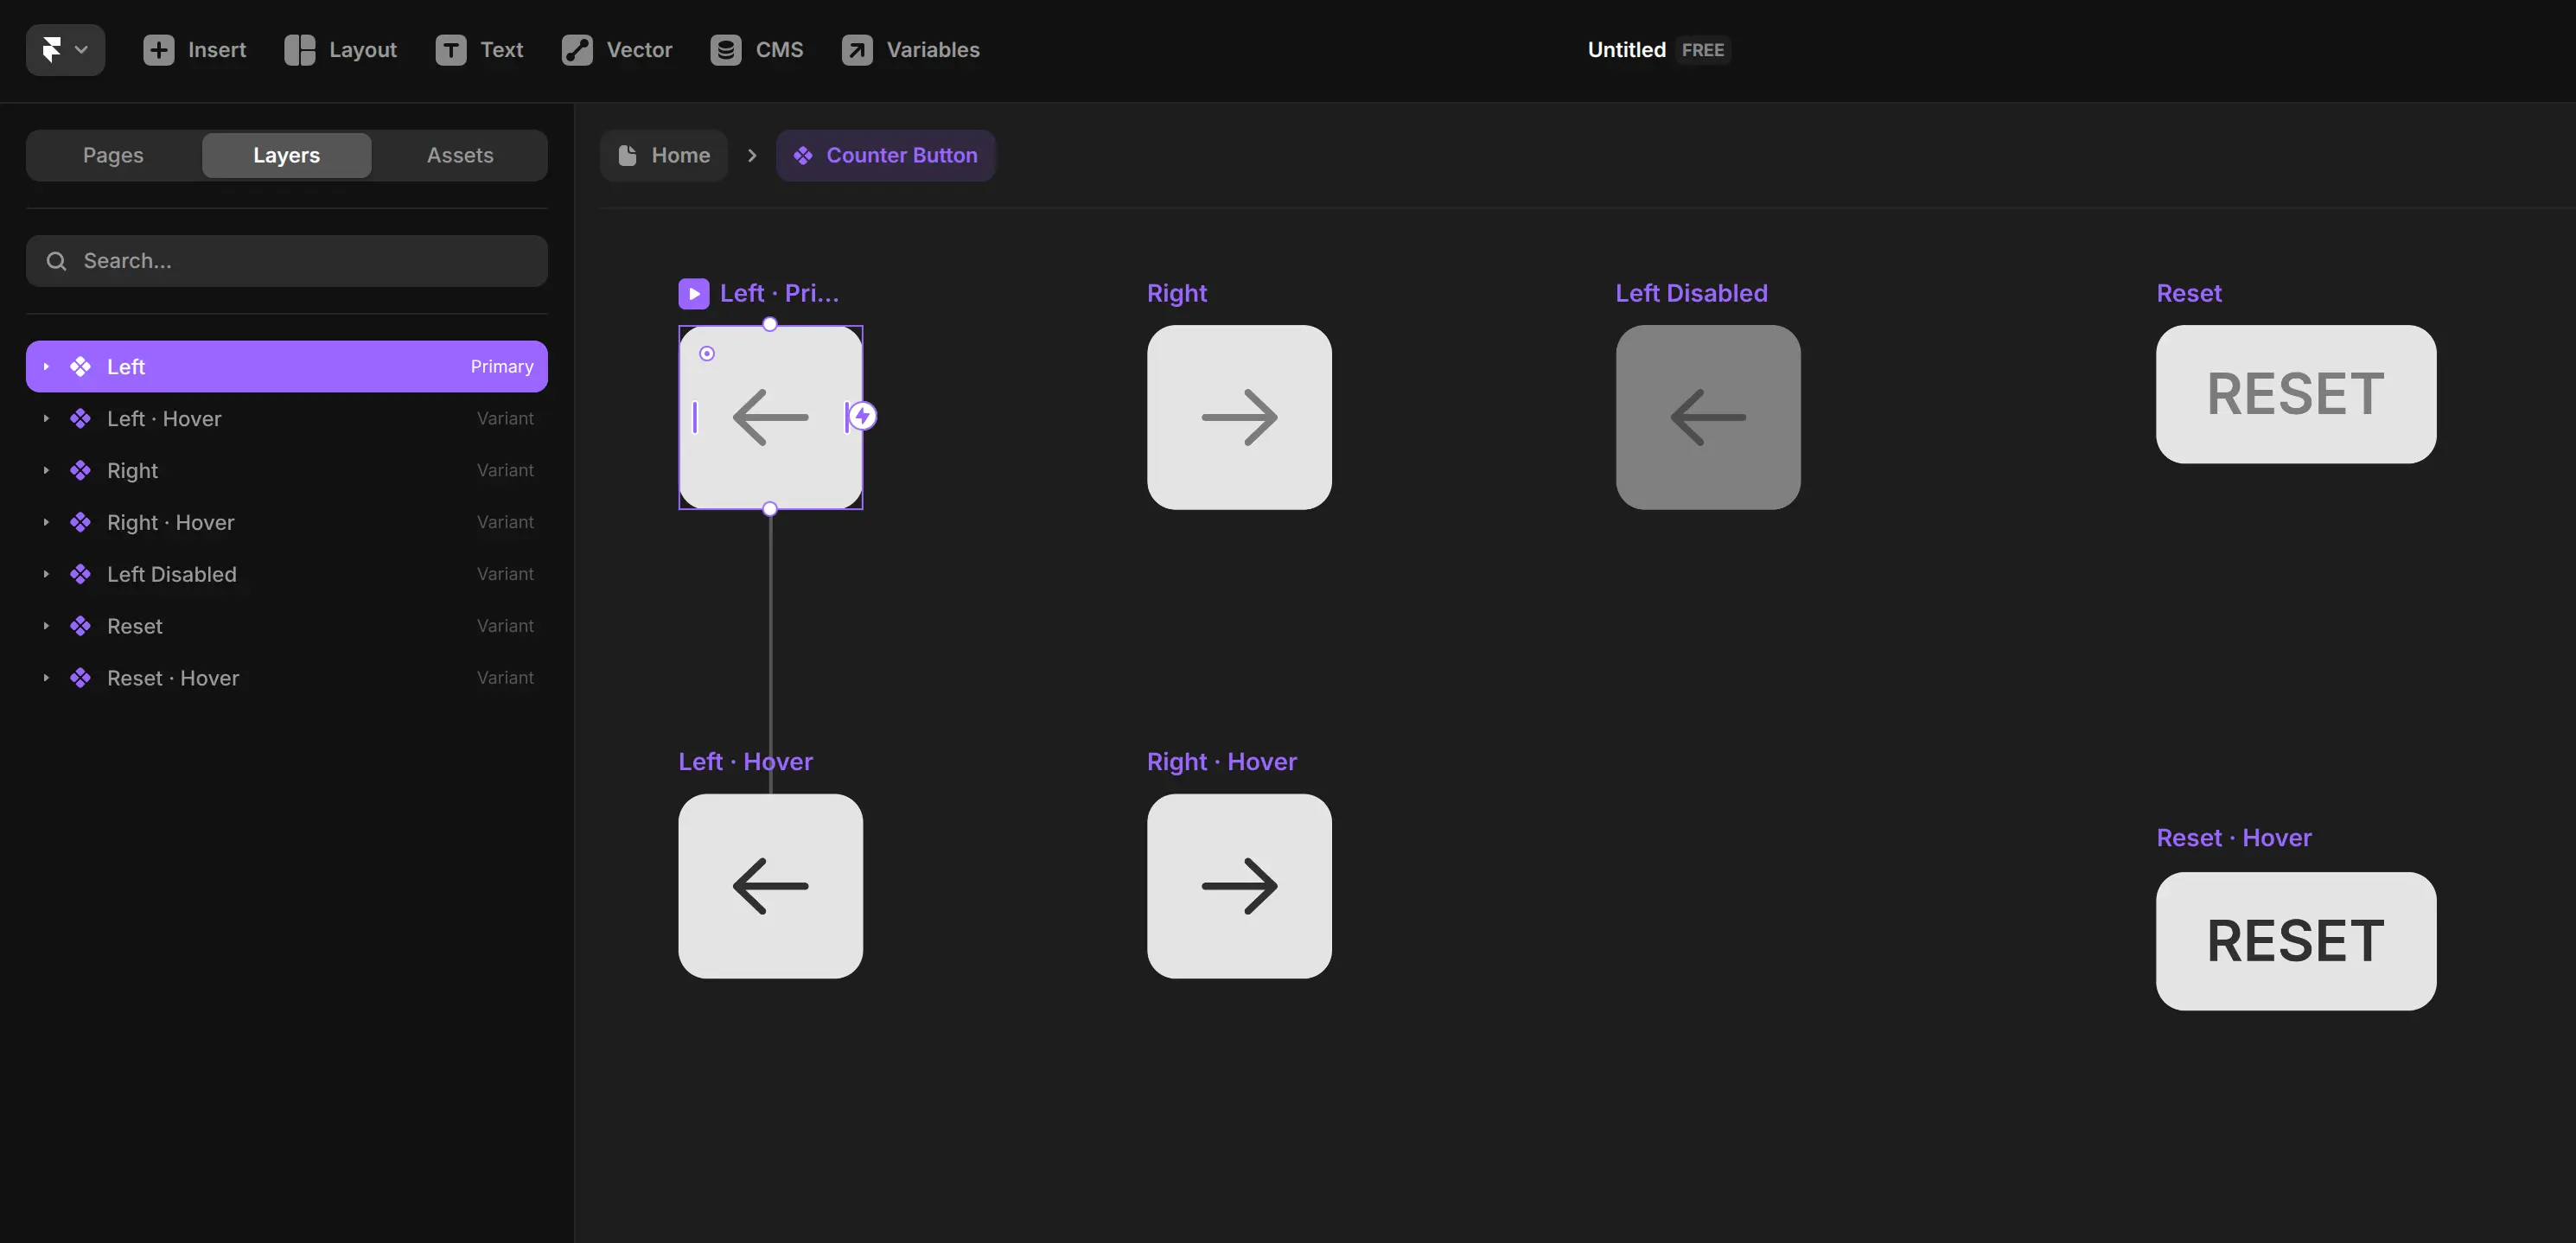 Insert
Layout
Text
Vector
CMS
Variables
Untitled FREE
Pages
Layers
Assets
Home
Counter Button
Search...
Left Primary
Left · Hover Variant
Right Variant
Right · Hover Variant
Left Disabled Variant
Reset Variant
Reset · Hover Variant
Left · Pri...
Right
Left Disabled
Reset
RESET
Left · Hover
Right · Hover
Reset · Hover
RESET